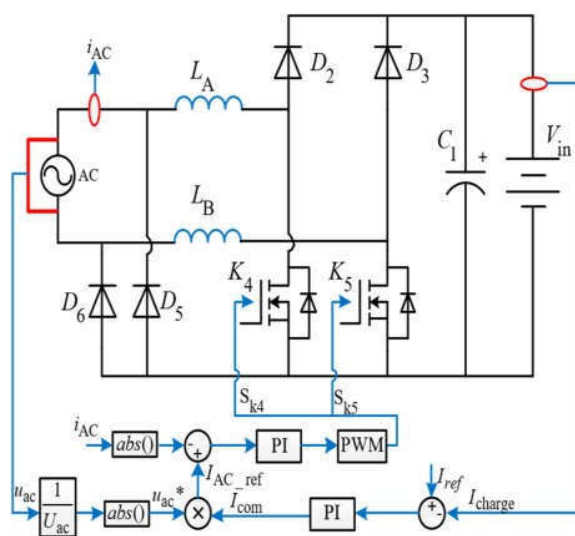 i_AC
L_A
D_2
D_3
AC
C_1
+
V_in
L_B
K_4
K_5
D_6
D_5
S_k4
S_k5
i_AC
abs()
-
+
PI
PWM
I_AC_ref
I_ref
u_ac
1
U_ac
abs()
u_ac*
×
I_com
PI
+
-
I_charge